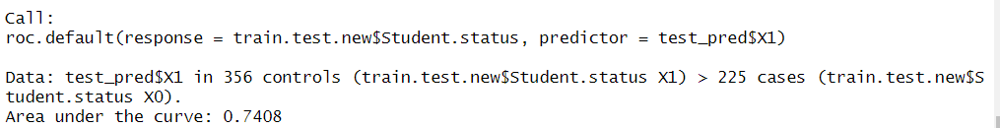 Call:
roc.default(response = train.test.new$Student.status, predictor = test_pred$X1)
Data: test_pred$X1 in 356 controls (train.test.new$Student.status X1) > 225 cases (train.test.new$S
tudent.status X0).
Area under the curve: 0.7408